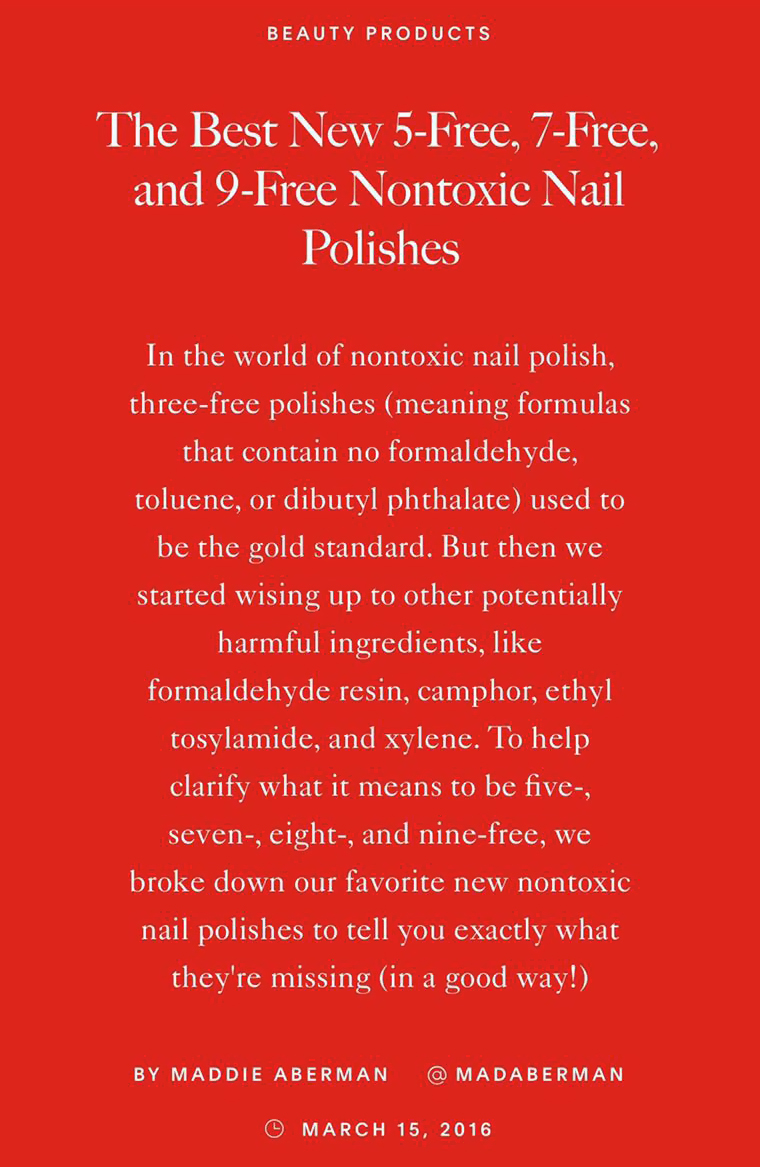 BEAUTY PRODUCTS
The Best New 5-Free, 7-Free,
and 9-Free Nontoxic Nail
Polishes
In the world of nontoxic nail polish,
three-free polishes (meaning formulas
that contain no formaldehyde,
toluene, or dibutyl phthalate) used to
be the gold standard. But then we
started wising up to other potentially
harmful ingredients, like
formaldehyde resin, camphor, ethyl
tosylamide, and xylene. To help
clarify what it means to be five-,
seven-, eight-, and nine-free, we
broke down our favorite new nontoxic
nail polishes to tell you exactly what
they're missing (in a good way!)
BY MADDIE ABERMAN @MADABERMAN
MARCH 15, 2016